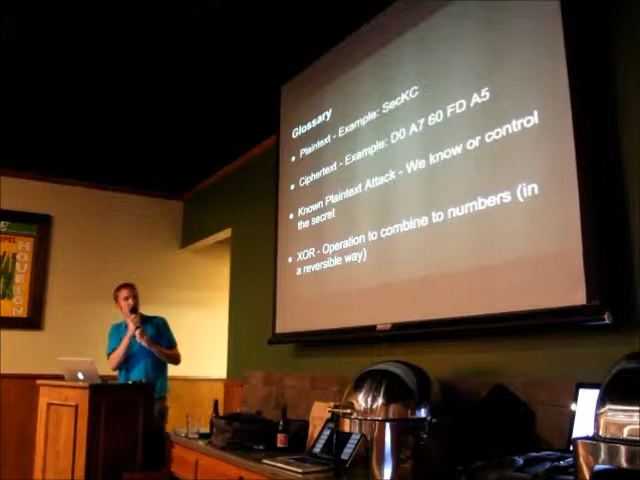 Glossary
• Plaintext - Example: SecKC
• Ciphertext - Example: D0 A7 60 FD A5
• Known Plaintext Attack - We know or control
the secret
• XOR - Operation to combine to numbers (in
a reversible way)